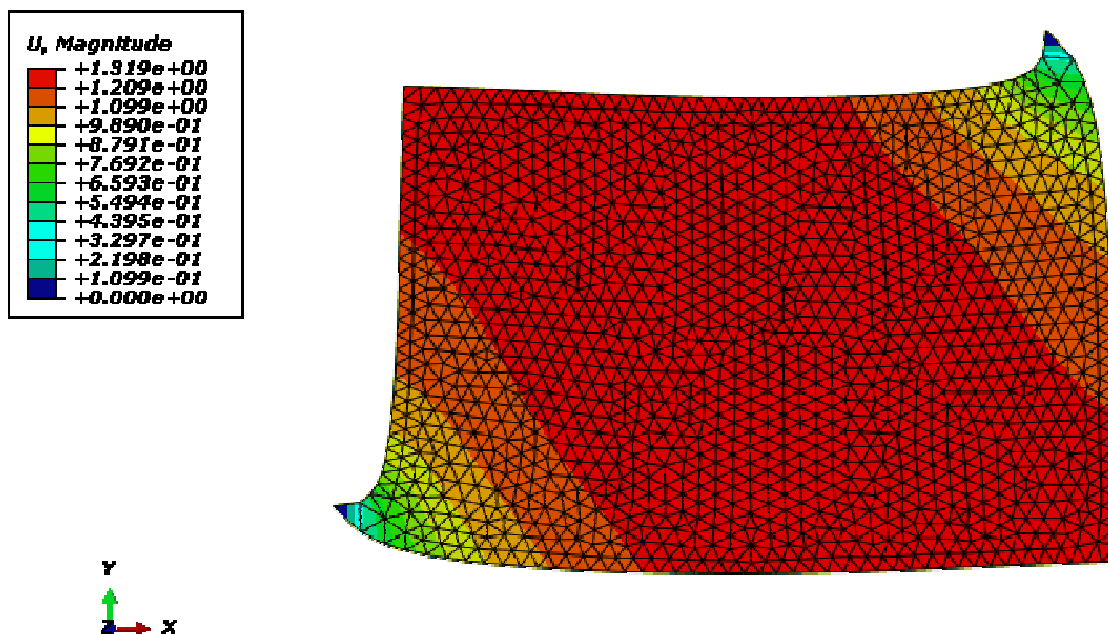 U, Magnitude
+1.319e+00
+1.209e+00
+1.099e+00
+9.890e-01
+8.791e-01
+7.692e-01
+6.593e-01
+5.494e-01
+4.395e-01
+3.297e-01
+2.198e-01
+1.099e-01
+0.000e+00
Y
Z X